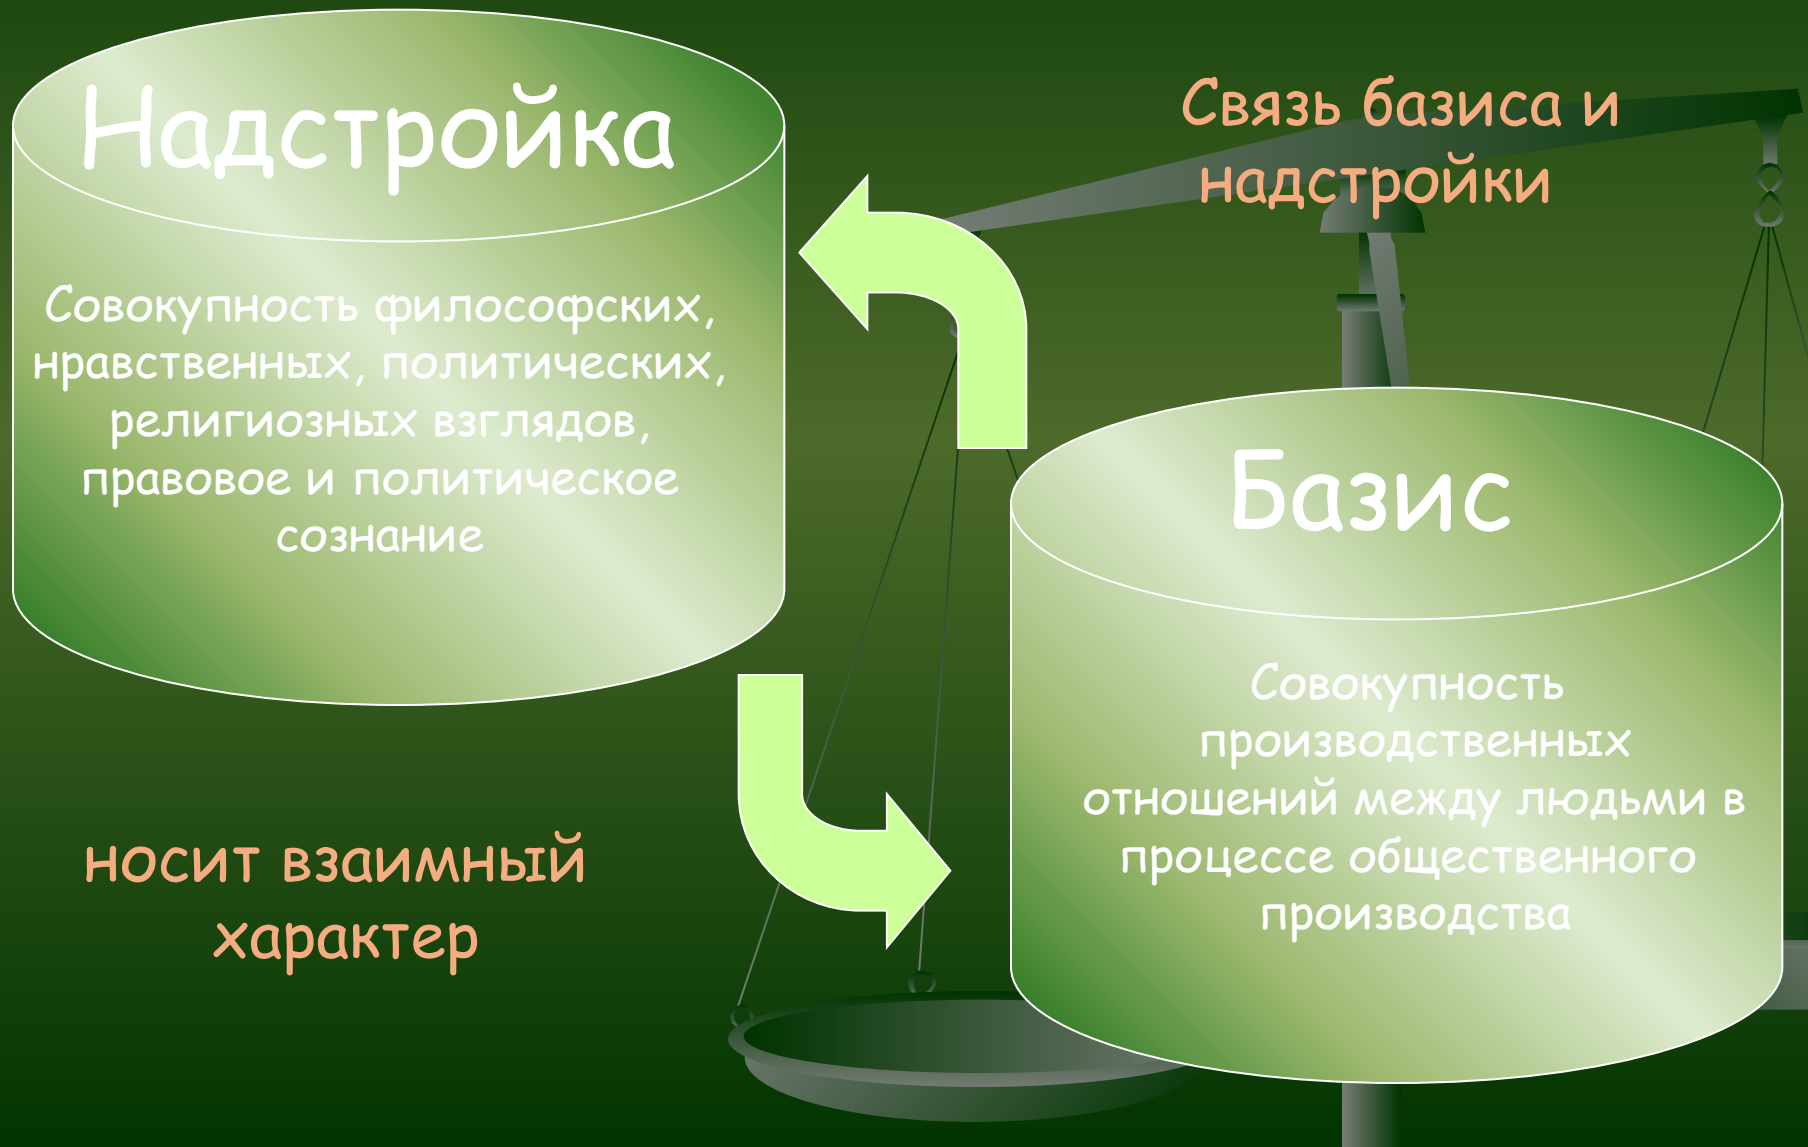 Надстройка
Совокупность философских,
нравственных, политических,
религиозных взглядов,
правовое и политическое
сознание
Связь базиса и
надстройки
Базис
Совокупность
производственных
отношений между людьми в
процессе общественного
производства
носит взаимный
характер